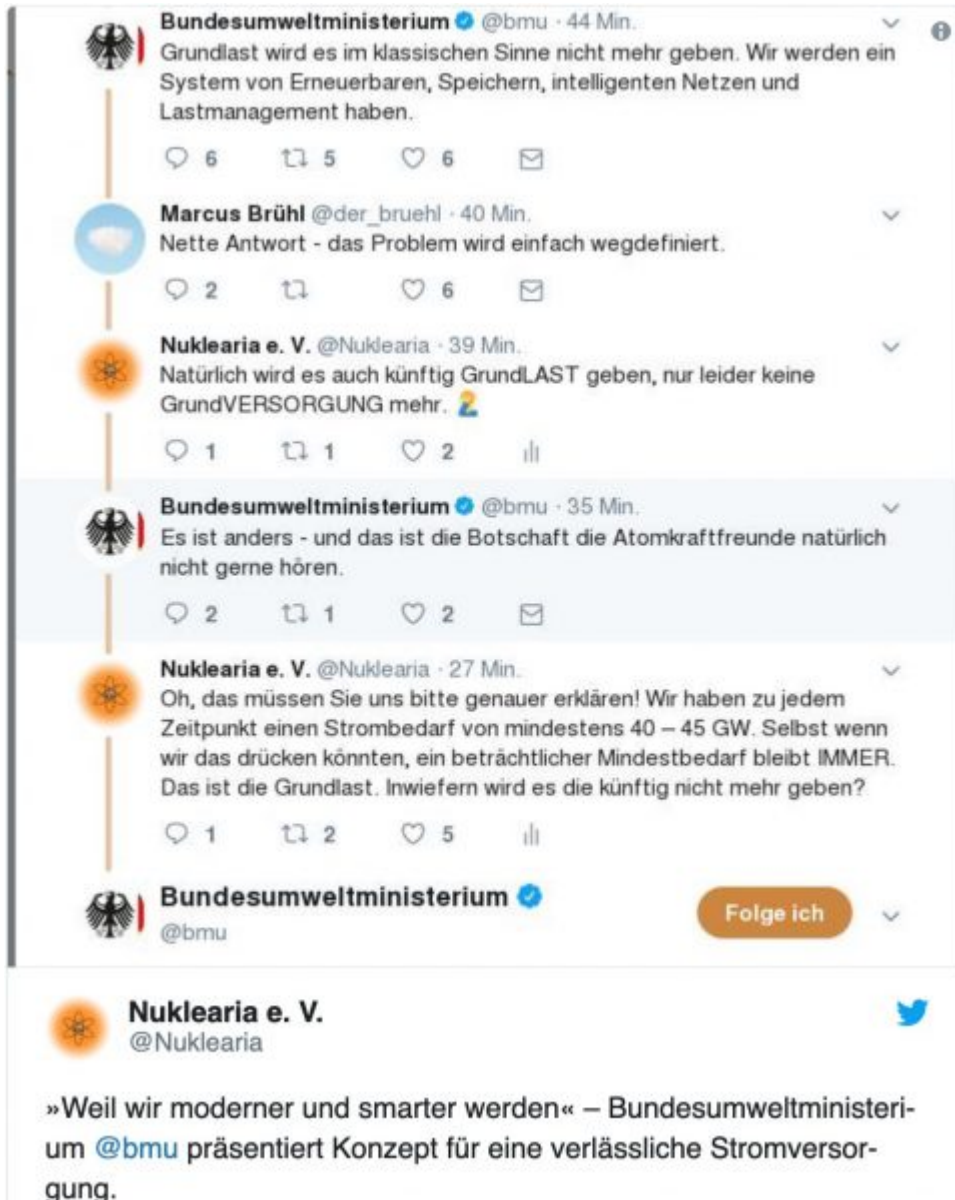 Bundesumweltministerium @bmu · 44 Min.
Grundlast wird es im klassischen Sinne nicht mehr geben. Wir werden ein
System von Erneuerbaren, Speichern, intelligenten Netzen und
Lastmanagement haben.
6 5 6
Marcus Brühl @der_bruehl · 40 Min.
Nette Antwort - das Problem wird einfach wegdefiniert.
2 6
Nuklearia e. V. @Nuklearia · 39 Min.
Natürlich wird es auch künftig GrundLAST geben, nur leider keine
GrundVERSORGUNG mehr.
1 1 2
Bundesumweltministerium @bmu · 35 Min.
Es ist anders - und das ist die Botschaft die Atomkraftfreunde natürlich
nicht gerne hören.
2 1 2
Nuklearia e. V. @Nuklearia · 27 Min.
Oh, das müssen Sie uns bitte genauer erklären! Wir haben zu jedem
Zeitpunkt einen Strombedarf von mindestens 40 – 45 GW. Selbst wenn
wir das drücken könnten, ein beträchtlicher Mindestbedarf bleibt IMMER.
Das ist die Grundlast. Inwiefern wird es die künftig nicht mehr geben?
1 2 5
Bundesumweltministerium
@bmu
Folge ich
Nuklearia e. V.
@Nuklearia
»Weil wir moderner und smarter werden« – Bundesumweltministeri-
um @bmu präsentiert Konzept für eine verlässliche Stromversor-
gung.